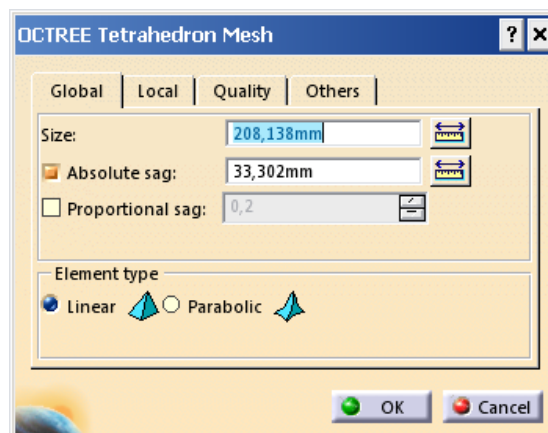 OCTREE Tetrahedron Mesh
? x
Global Local Quality Others
Size: 208,138mm
Absolute sag: 33,302mm
Proportional sag: 0,2
Element type
Linear Parabolic
OK Cancel